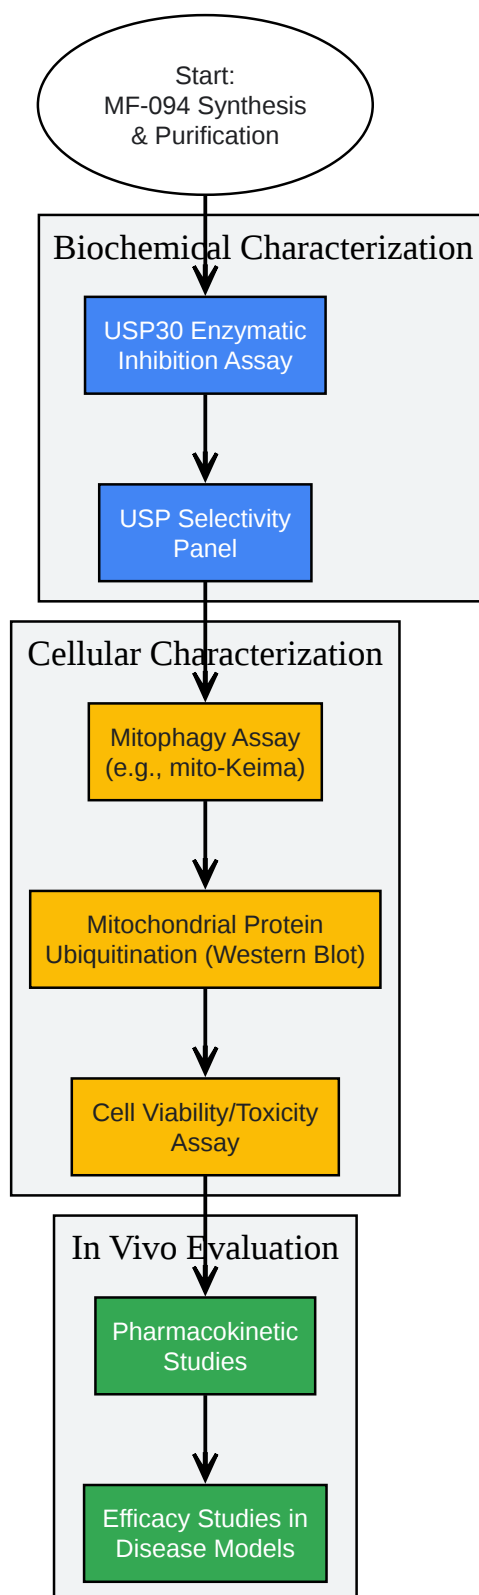 Start:
MF-094 Synthesis
& Purification
Biochemical Characterization
USP30 Enzymatic
Inhibition Assay
USP Selectivity
Panel
Cellular Characterization
Mitophagy Assay
(e.g., mito-Keima)
Mitochondrial Protein
Ubiquitination (Western Blot)
Cell Viability/Toxicity
Assay
In Vivo Evaluation
Pharmacokinetic
Studies
Efficacy Studies in
Disease Models